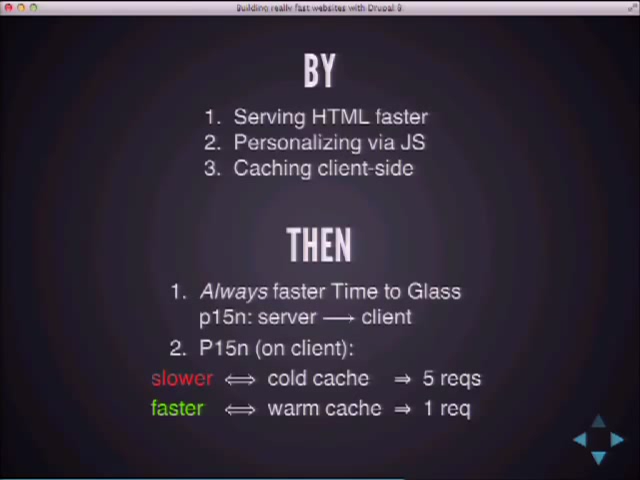 Building really fast websites with Drupal 8
BY
1. Serving HTML faster
2. Personalizing via JS
3. Caching client-side
THEN
1. Always faster Time to Glass
p15n: server ⟶ client
2. P15n (on client):
slower ⟺ cold cache ⇒ 5 reqs
faster ⟺ warm cache ⇒ 1 req